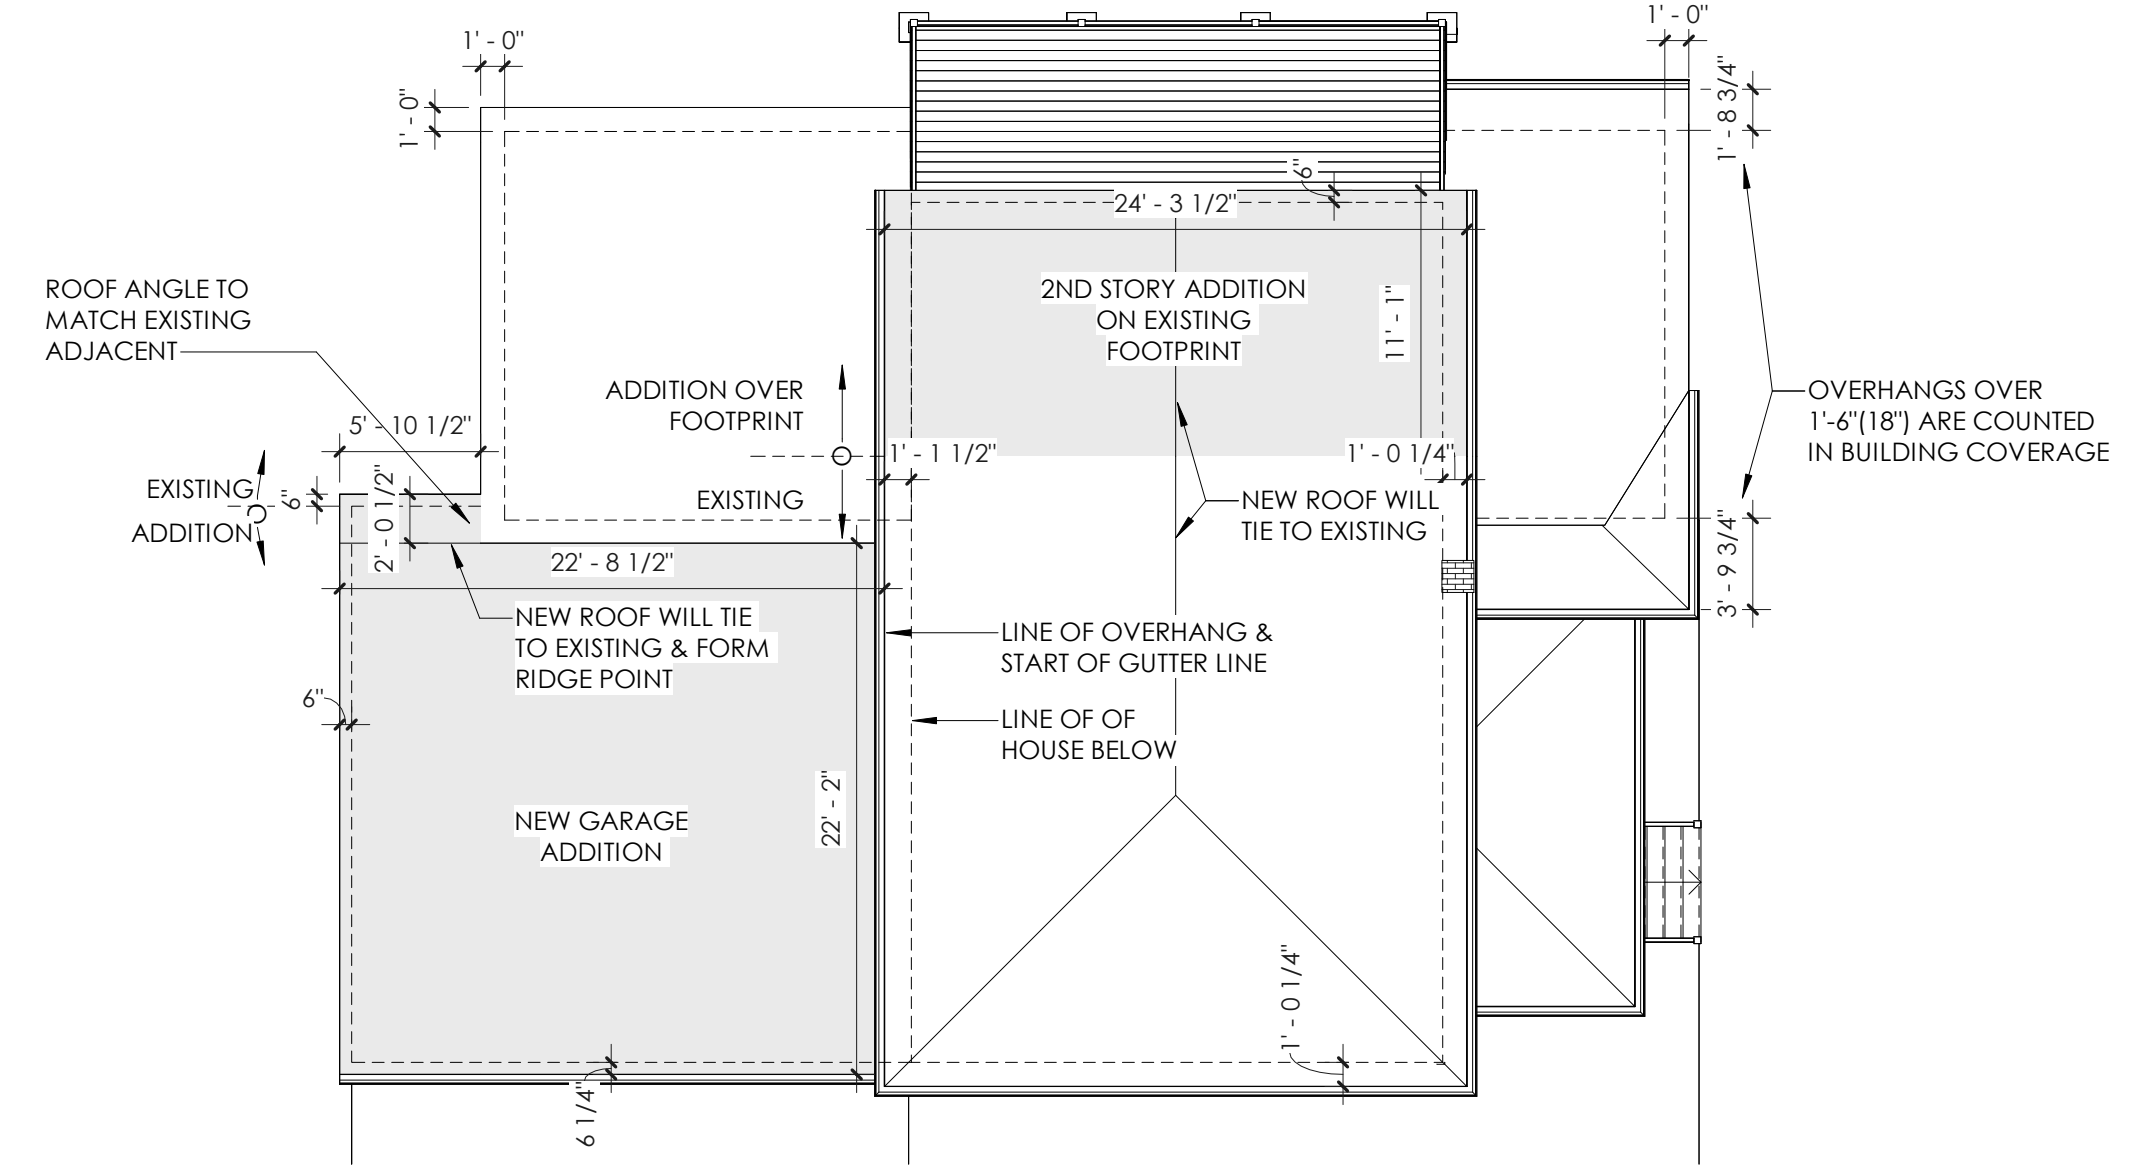 1' - 0"
1' - 0"
1' - 0"
1' - 8 3/4"
6"
24' - 3 1/2"
ROOF ANGLE TO
MATCH EXISTING
ADJACENT
2ND STORY ADDITION
ON EXISTING
FOOTPRINT
11' - 1"
ADDITION OVER
FOOTPRINT
OVERHANGS OVER
1'-6"(18") ARE COUNTED
IN BUILDING COVERAGE
5' - 10 1/2"
1' - 1 1/2"
1' - 0 1/4"
EXISTING
ADDITION
6"
2' - 0 1/2"
EXISTING
NEW ROOF WILL
TIE TO EXISTING
3' - 9 3/4"
22' - 8 1/2"
NEW ROOF WILL TIE
TO EXISTING & FORM
RIDGE POINT
LINE OF OVERHANG &
START OF GUTTER LINE
6"
LINE OF OF
HOUSE BELOW
22' - 2"
NEW GARAGE
ADDITION
1' - 0 1/4"
6 1/4"